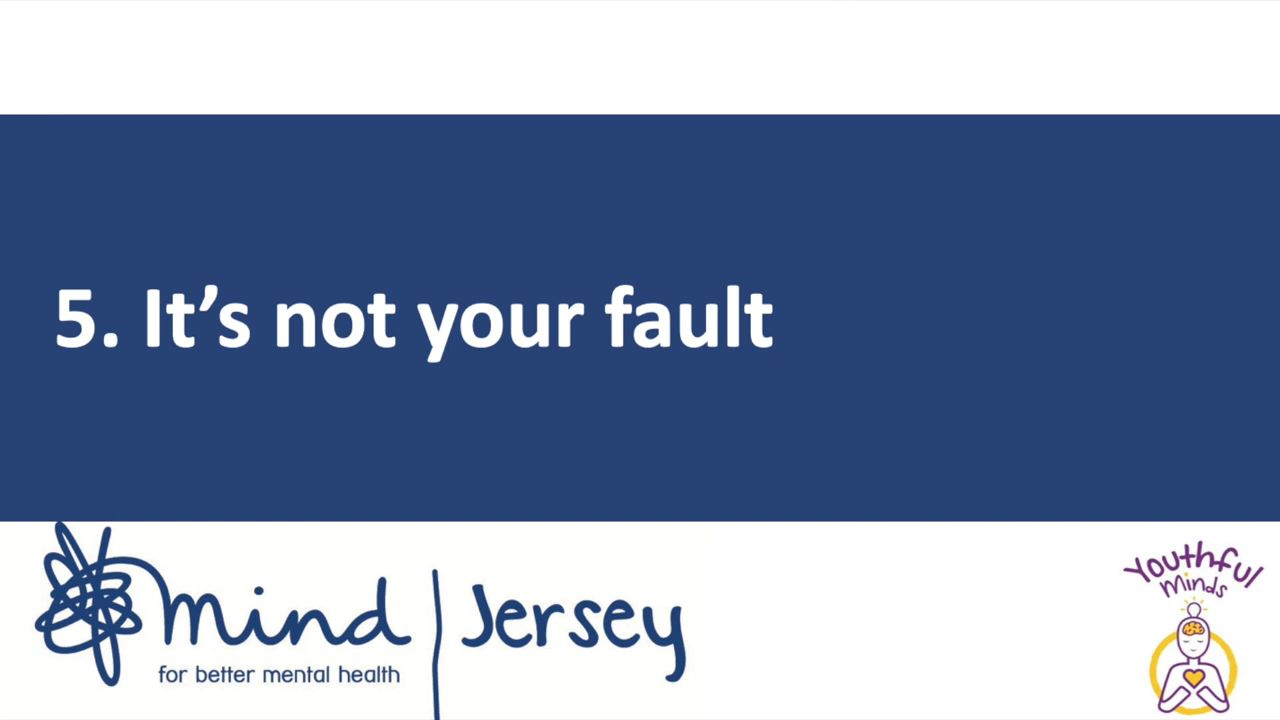 5. It’s not your fault
mind Jersey
for better mental health
Youthful
Minds